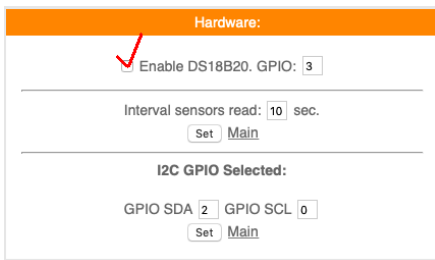 Hardware:
Enable DS18B20. GPIO: 3
Interval sensors read: 10 sec.
Set Main
I2C GPIO Selected:
GPIO SDA 2 GPIO SCL 0
Set Main